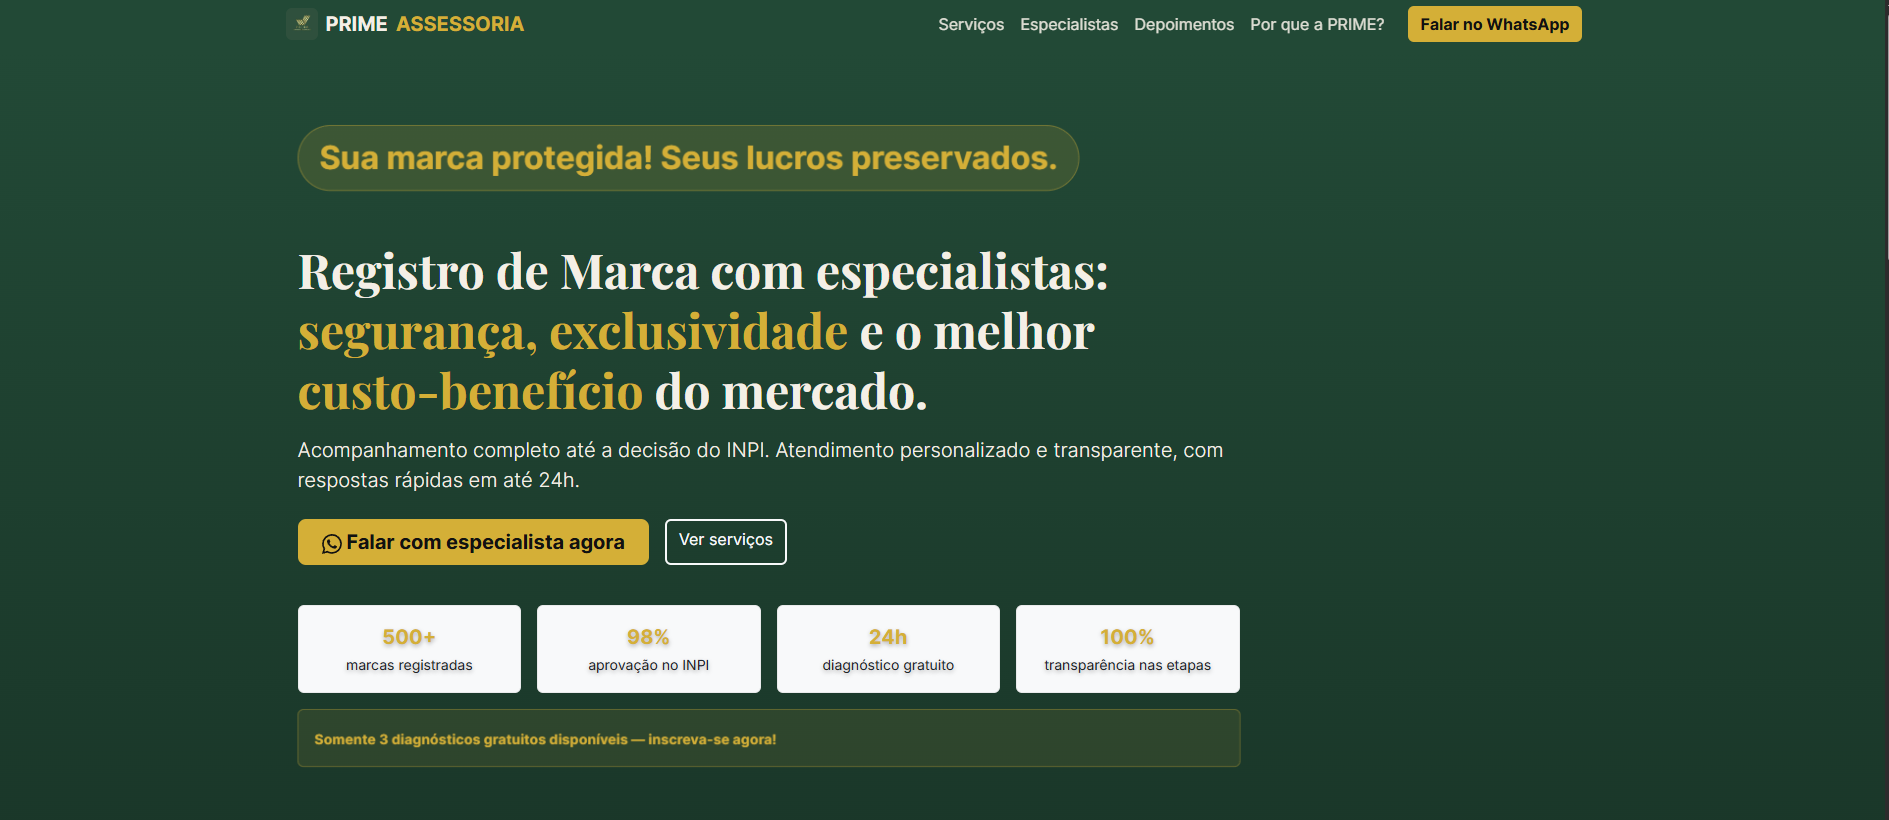 PRIME ASSESSORIA
Serviços Especialistas Depoimentos Por que a PRIME? Falar no WhatsApp
Sua marca protegida! Seus lucros preservados.
Registro de Marca com especialistas:
segurança, exclusividade e o melhor
custo-benefício do mercado.
Acompanhamento completo até a decisão do INPI. Atendimento personalizado e transparente, com
respostas rápidas em até 24h.
Falar com especialista agora
Ver serviços
500+
marcas registradas
98%
aprovação no INPI
24h
diagnóstico gratuito
100%
transparência nas etapas
Somente 3 diagnósticos gratuitos disponíveis — inscreva-se agora!